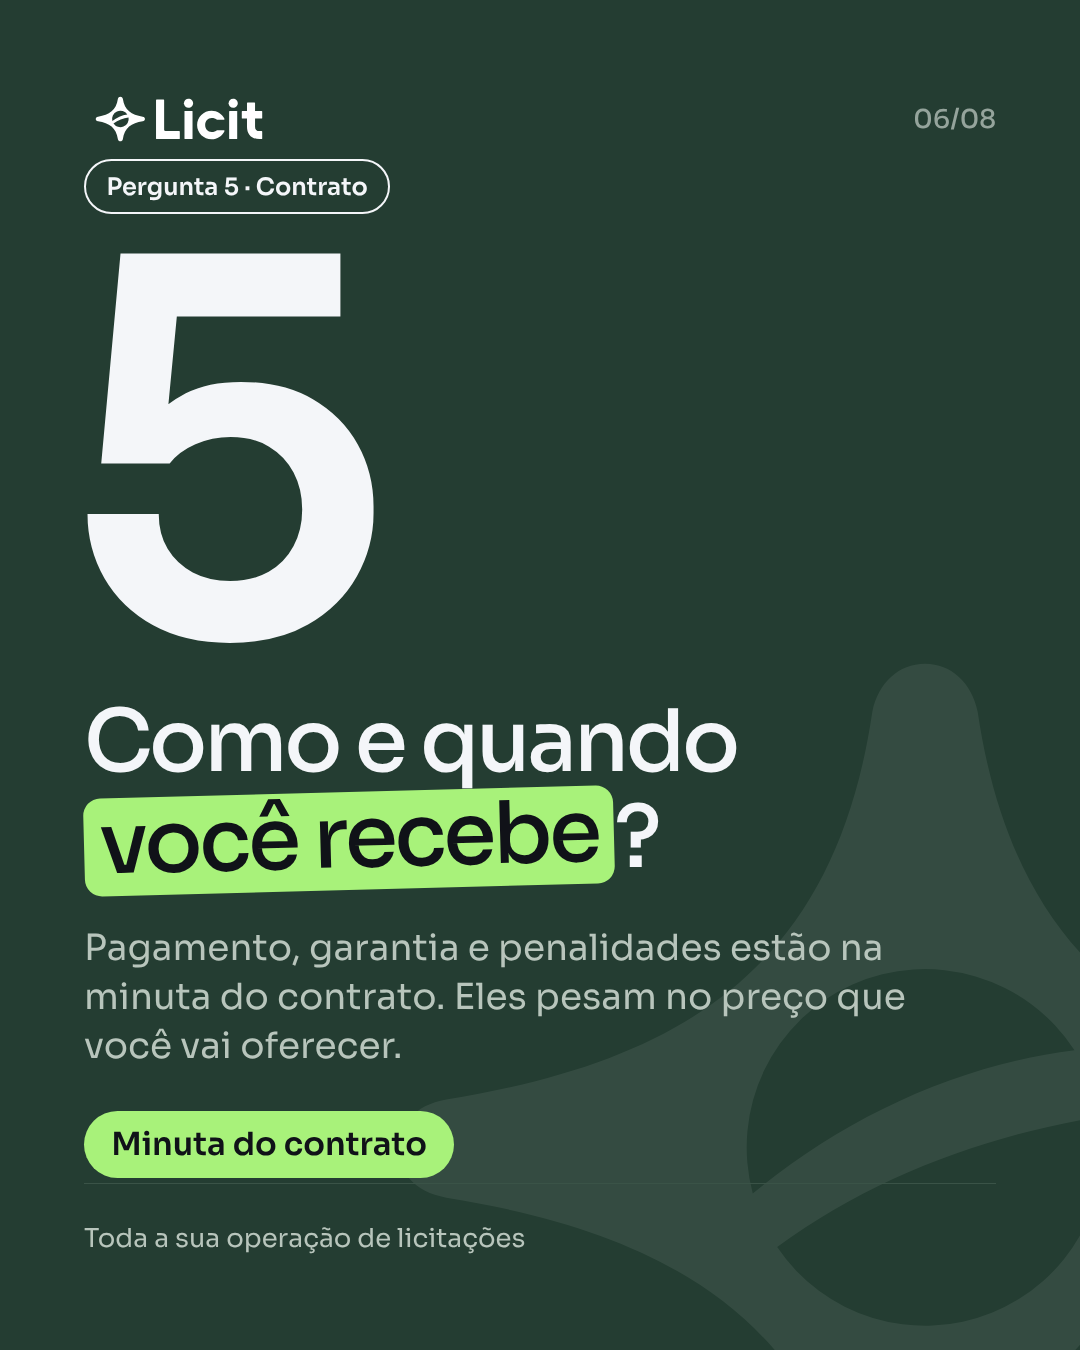 Licit
06/08
Pergunta 5 · Contrato
5
Como e quando
você recebe?
Pagamento, garantia e penalidades estão na
minuta do contrato. Eles pesam no preço que
você vai oferecer.
Minuta do contrato
Toda a sua operação de licitações